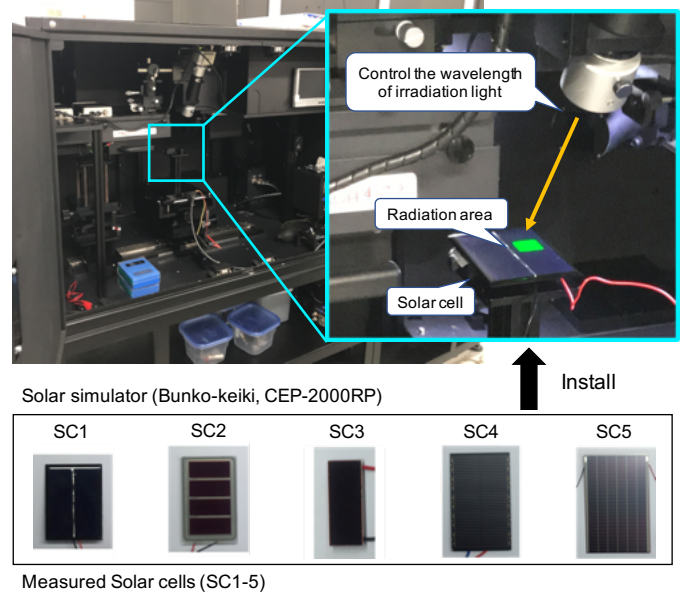 Control the wavelength
of irradiation light
Radiation area
Solar cell
Install
Solar simulator (Bunko-keiki, CEP-2000RP)
SC1 SC2 SC3 SC4 SC5
Measured Solar cells (SC1-5)